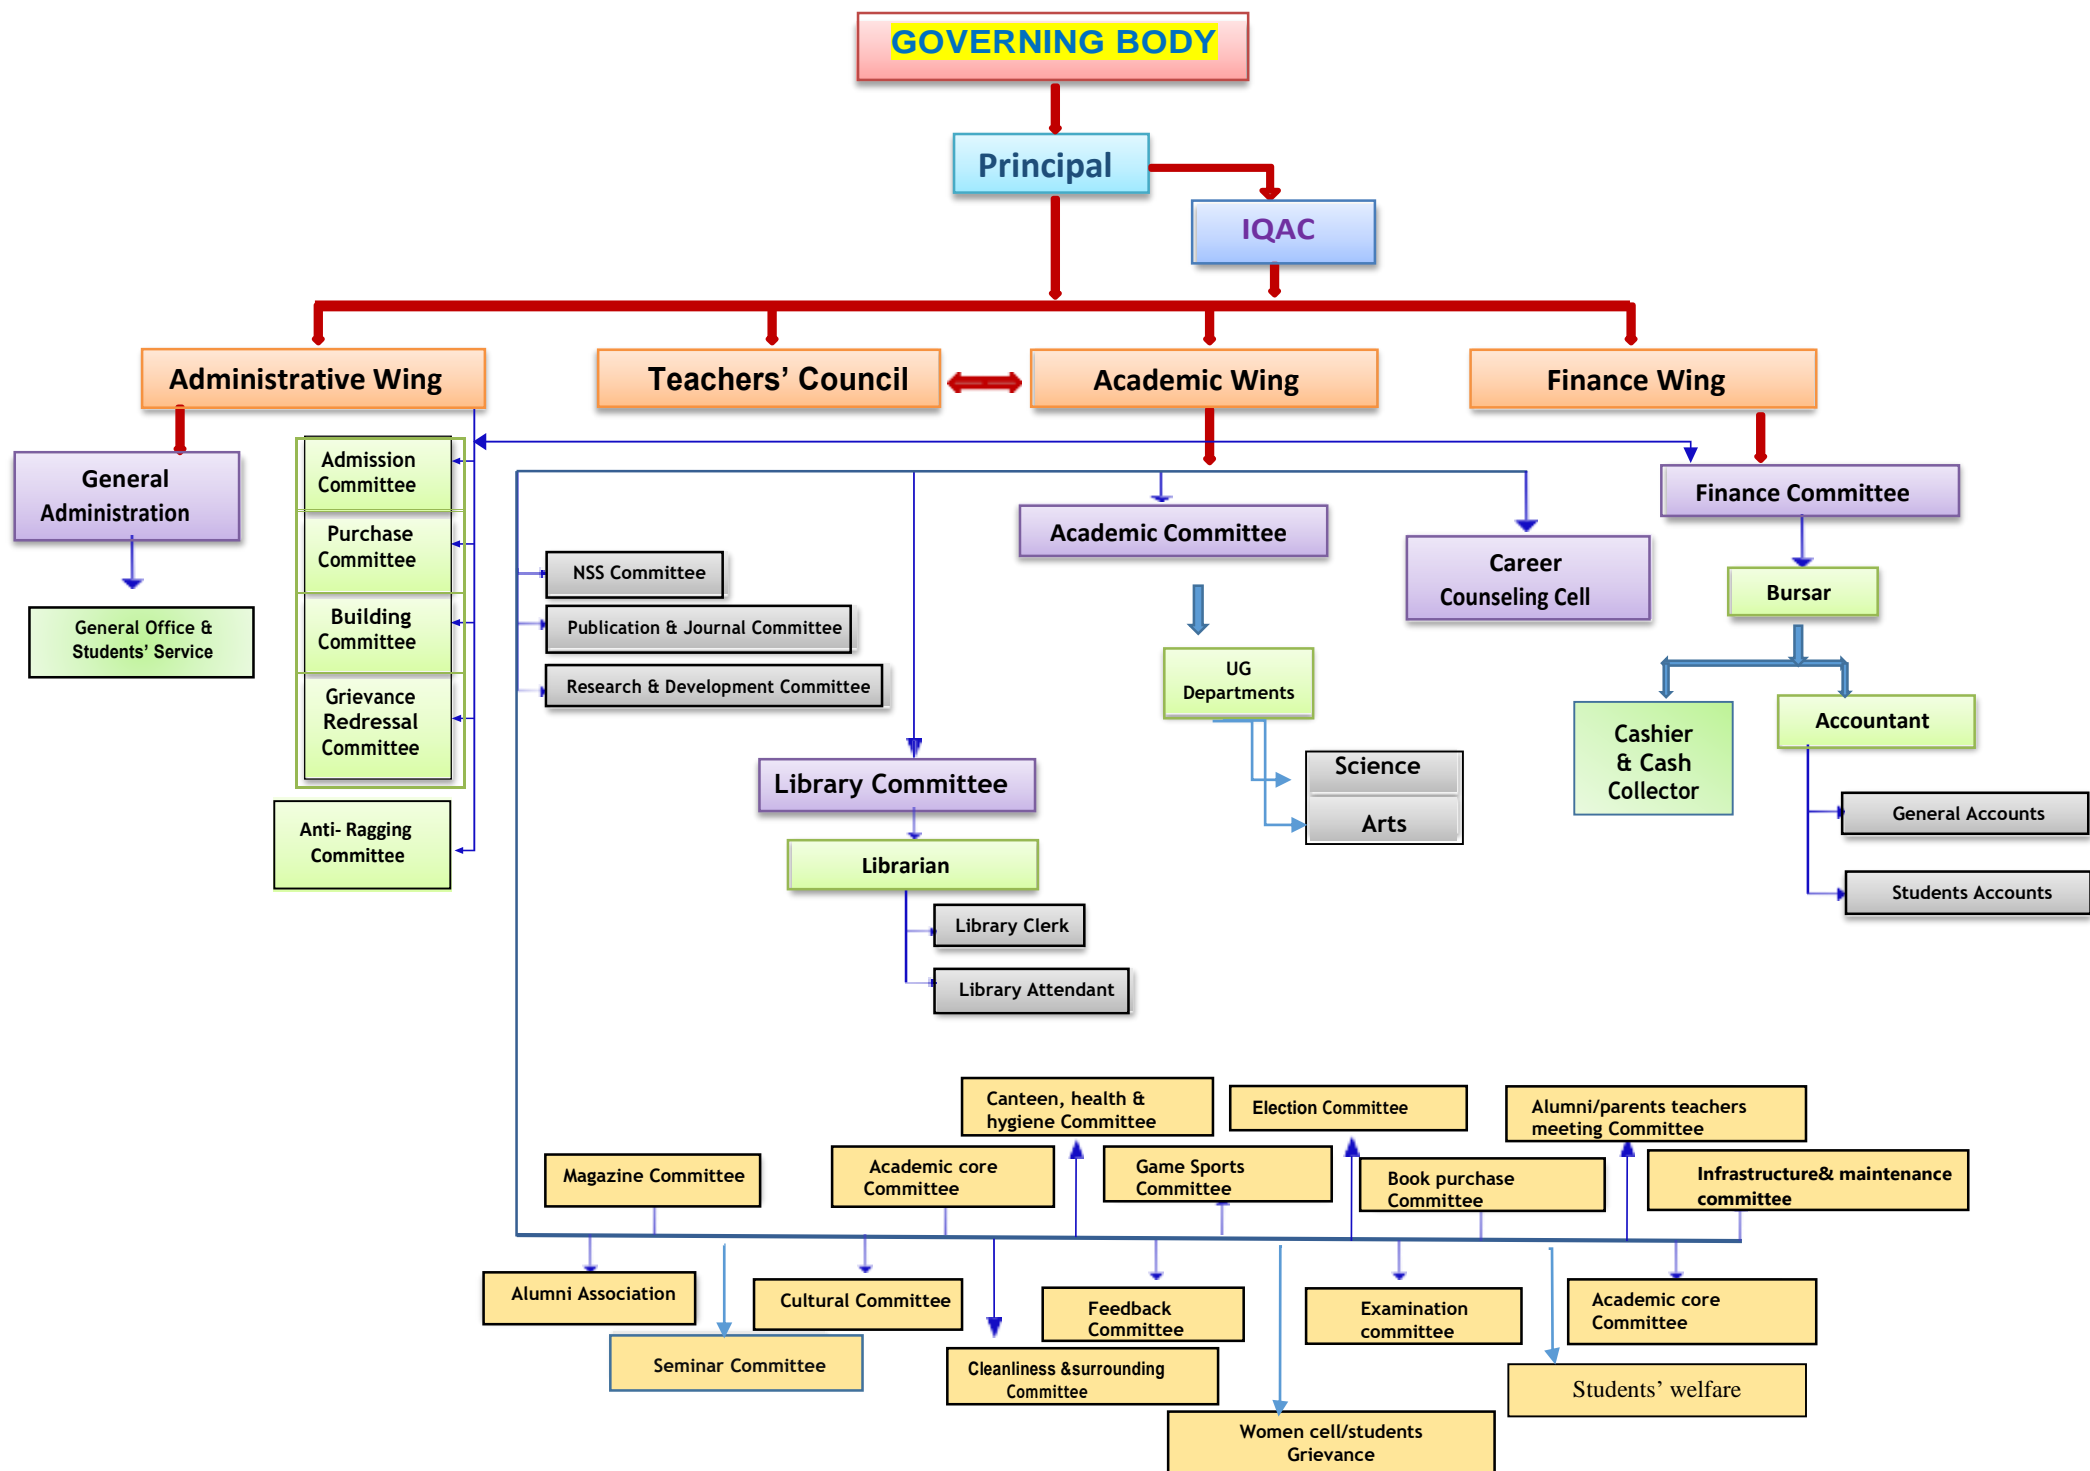 GOVERNING BODY
Principal
IQAC
Administrative Wing
Teachers’ Council
Academic Wing
Finance Wing
General
Administration
General Office &
Students’ Service
Admission
Committee
Purchase
Committee
Building
Committee
Grievance
Redressal
Committee
Anti- Ragging
Committee
NSS Committee
Publication & Journal Committee
Research & Development Committee
Library Committee
Librarian
Library Clerk
Library Attendant
Academic Committee
UG
Departments
Science
Arts
Career
Counseling Cell
Finance Committee
Bursar
Cashier
& Cash
Collector
Accountant
General Accounts
Students Accounts
Canteen, health &
hygiene Committee
Election Committee
Alumni/parents teachers
meeting Committee
Magazine Committee
Academic core
Committee
Game Sports
Committee
Book purchase
Committee
Infrastructure& maintenance
committee
Alumni Association
Cultural Committee
Feedback
Committee
Examination
committee
Academic core
Committee
Seminar Committee
Cleanliness &surrounding
Committee
Students’ welfare
Women cell/students
Grievance